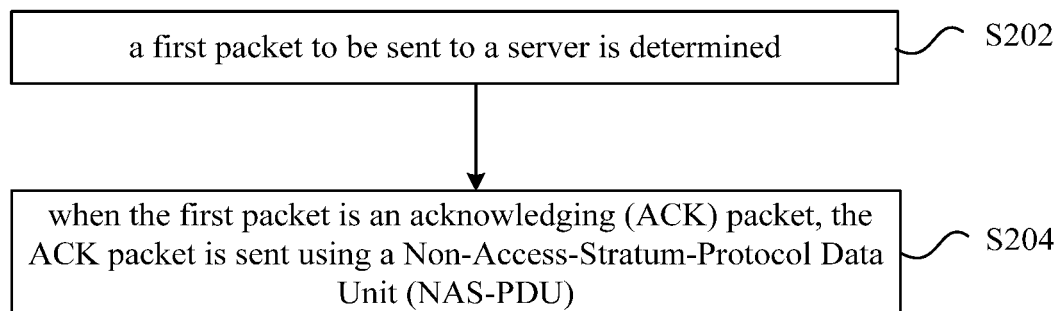 a first packet to be sent to a server is determined
S202
when the first packet is an acknowledging (ACK) packet, the
ACK packet is sent using a Non-Access-Stratum-Protocol Data
Unit (NAS-PDU)
S204